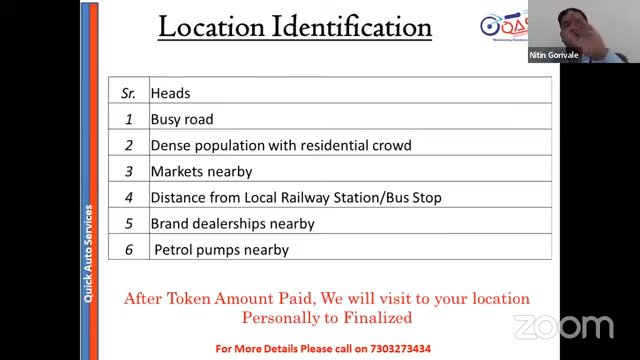 Location Identification
QAS
Nitin Gorivale
Sr. Heads
1 Busy road
2 Dense population with residential crowd
3 Markets nearby
4 Distance from Local Railway Station/Bus Stop
5 Brand dealerships nearby
6 Petrol pumps nearby
Quick Auto Services
After Token Amount Paid, We will visit to your location
Personally to Finalized
zoom
For More Details Please call on 7303273434